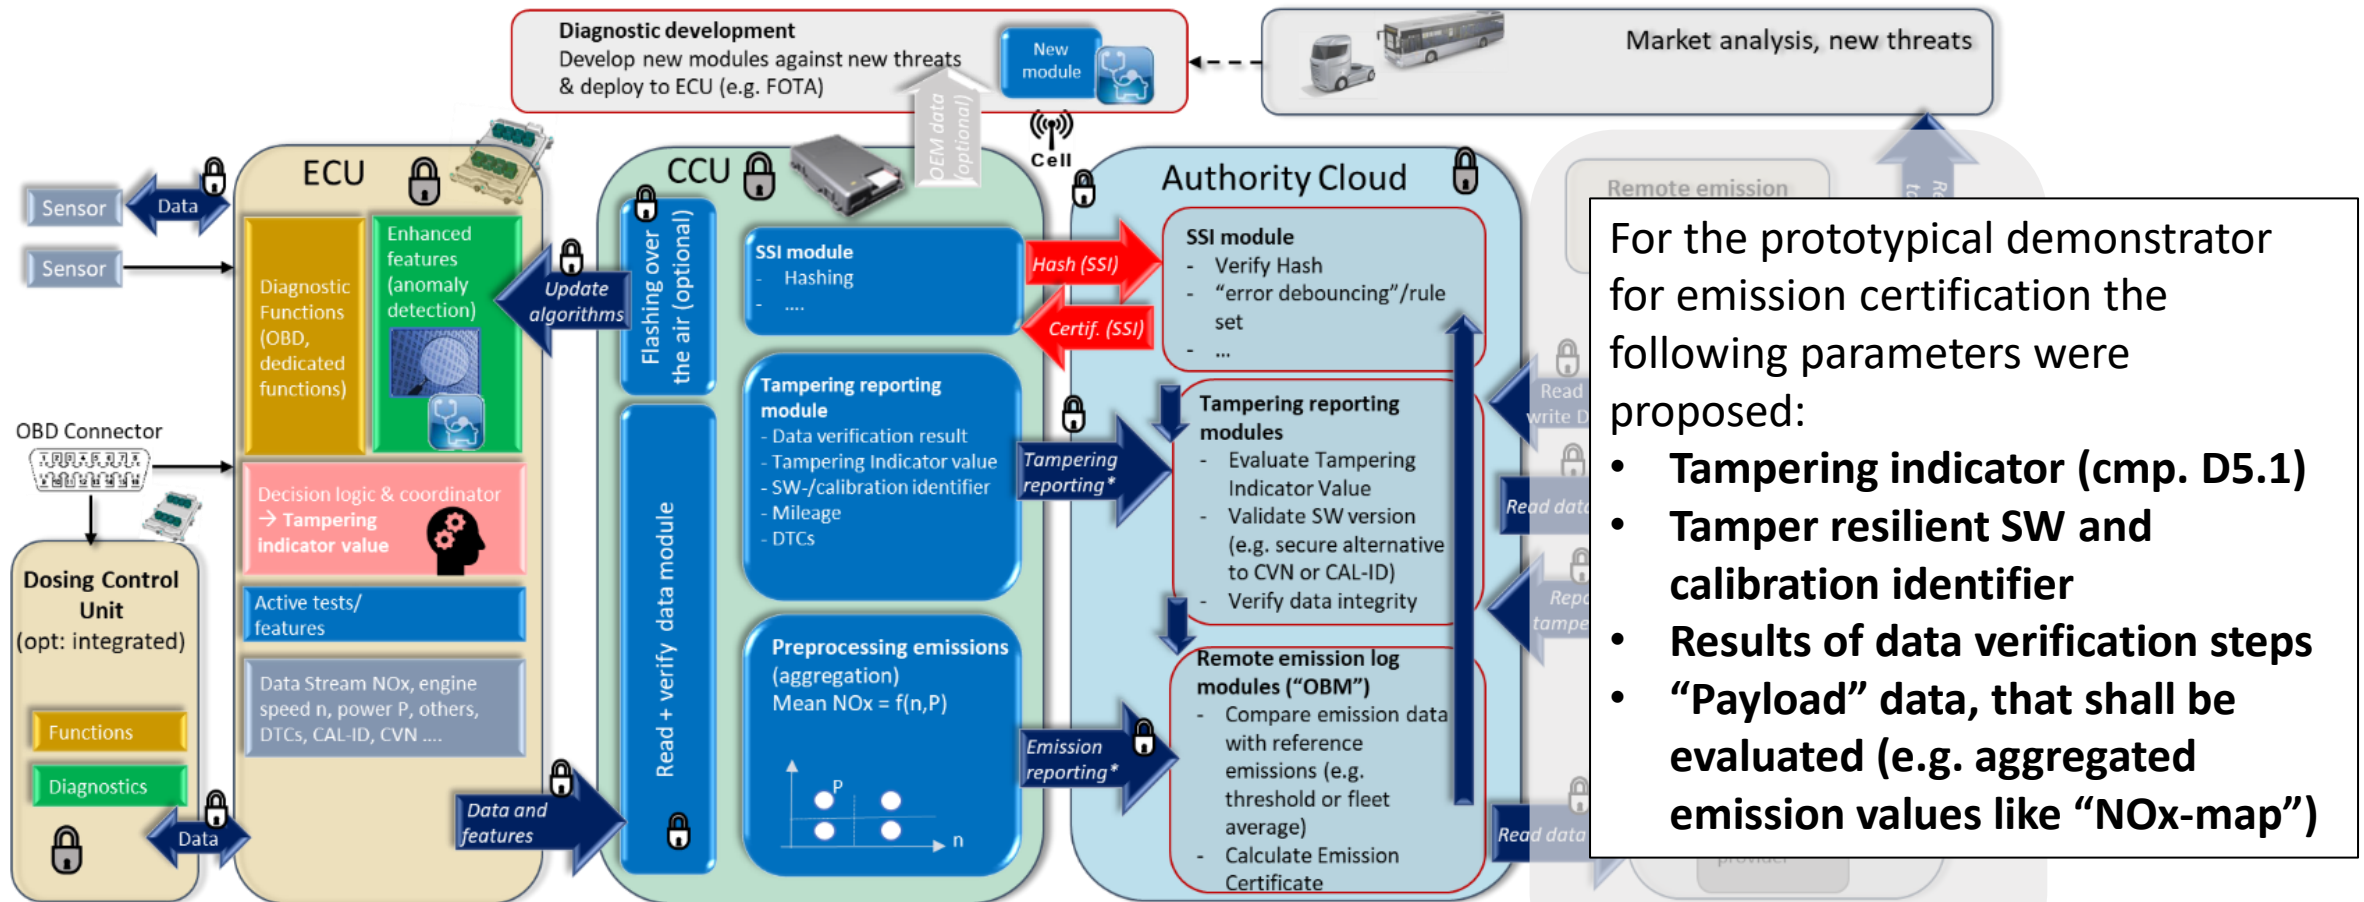 Diagnostic development
Develop new modules against new threats
& deploy to ECU (e.g. FOTA)
New
module
Market analysis, new threats
OEM data
(optional)
Cell
ECU
CCU
Authority Cloud
Remote emission
Sensor
Data
Sensor
Diagnostic
Functions
(OBD,
dedicated
functions)
Enhanced
features
(anomaly
detection)
Update
algorithms
Flashing over
the air (optional)
SSI module
- Hashing
- ....
Hash (SSI)
Certif. (SSI)
SSI module
- Verify Hash
- “error debouncing”/rule
set
- ...
OBD Connector
Decision logic & coordinator
→ Tampering
indicator value
Active tests/
features
Data Stream NOx, engine
speed n, power P, others,
DTCs, CAL-ID, CVN ....
Dosing Control
Unit
(opt: integrated)
Functions
Diagnostics
Data
Data and
features
Read + verify data module
Tampering reporting
module
- Data verification result
- Tampering Indicator value
- SW-/calibration identifier
- Mileage
- DTCs
Tampering
reporting*
Tampering reporting
modules
- Evaluate Tampering
Indicator Value
- Validate SW version
(e.g. secure alternative
to CVN or CAL-ID)
- Verify data integrity
Preprocessing emissions
(aggregation)
Mean NOx = f(n,P)
P
n
Emission
reporting*
Remote emission log
modules (“OBM”)
- Compare emission data
with reference
emissions (e.g.
threshold or fleet
average)
- Calculate Emission
Certificate
Read
write
Read data
Read data
provider
For the prototypical demonstrator
for emission certification the
following parameters were
proposed:
• Tampering indicator (cmp. D5.1)
• Tamper resilient SW and
calibration identifier
• Results of data verification steps
• “Payload” data, that shall be
evaluated (e.g. aggregated
emission values like “NOx-map”)